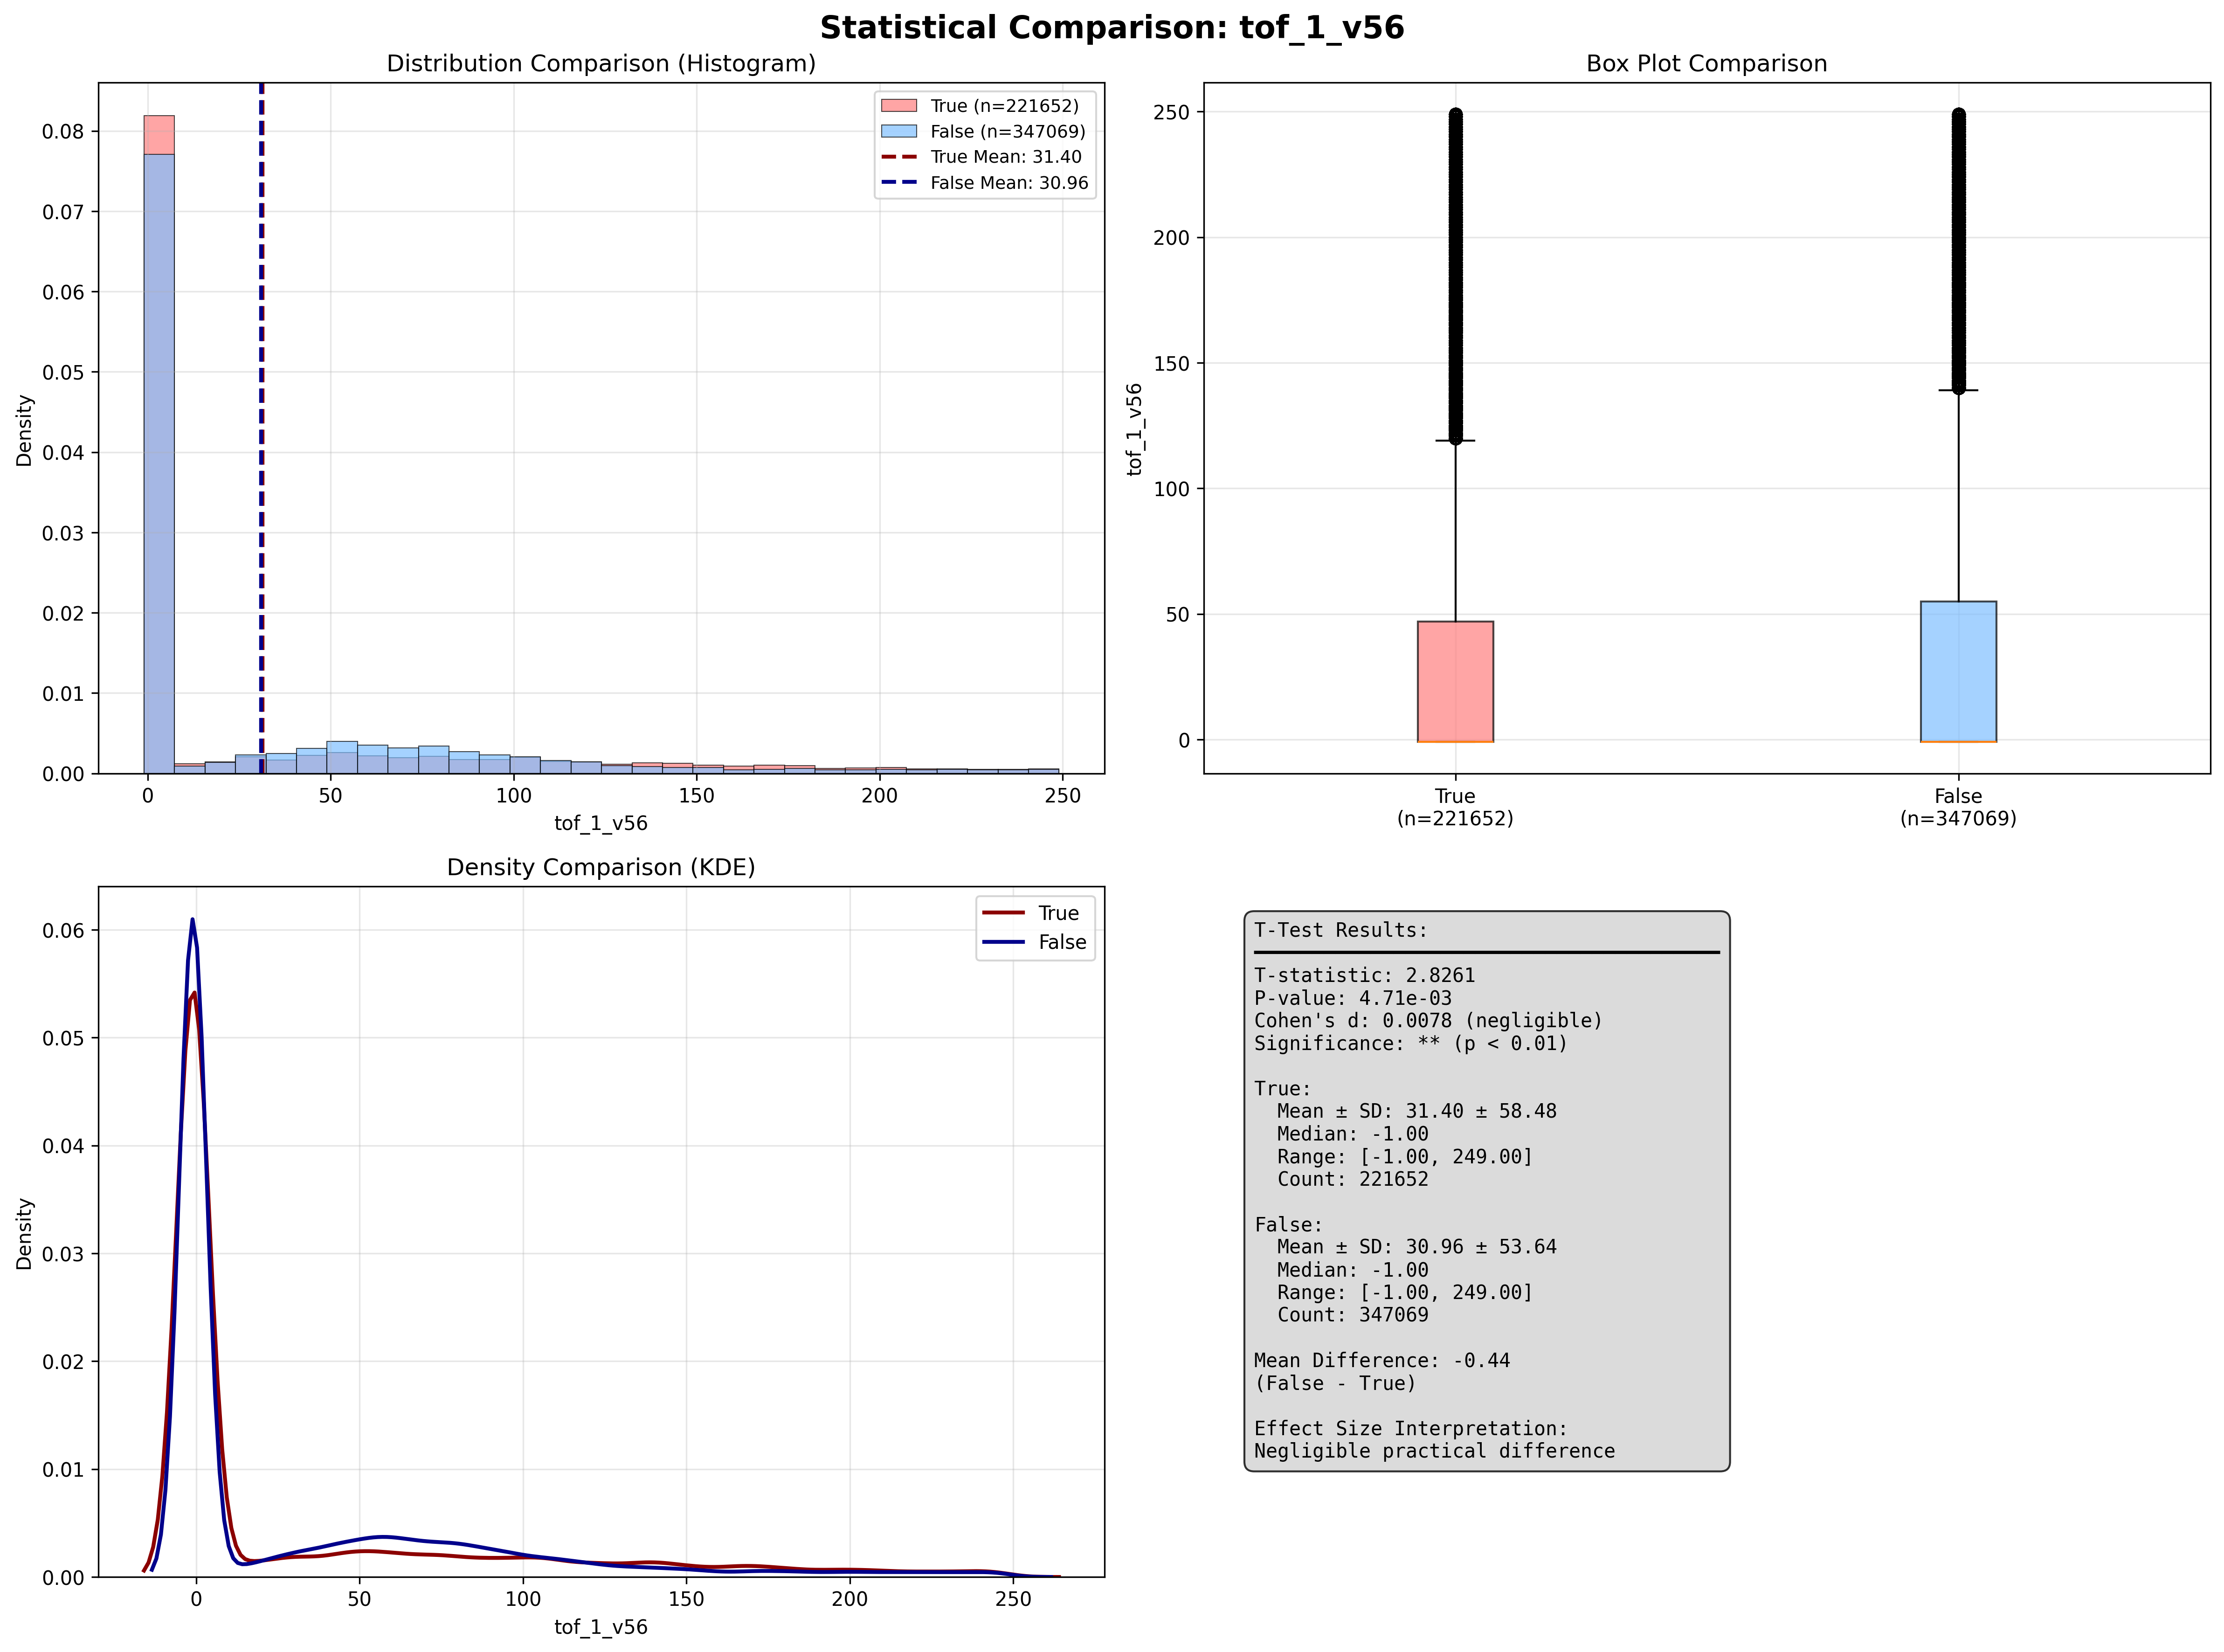 Statistical Comparison: tof_1_v56
Distribution Comparison (Histogram)
Density
0.08
0.07
0.06
0.05
0.04
0.03
0.02
0.01
0.00
0
50
100
150
200
250
tof_1_v56
True (n=221652)
False (n=347069)
True Mean: 31.40
False Mean: 30.96
Box Plot Comparison
tof_1_v56
250
200
150
100
50
0
True
(n=221652)
False
(n=347069)
Density Comparison (KDE)
Density
0.06
0.05
0.04
0.03
0.02
0.01
0.00
0
50
100
150
200
250
tof_1_v56
True
False
T-Test Results:
T-statistic: 2.8261
P-value: 4.71e-03
Cohen's d: 0.0078 (negligible)
Significance: ** (p < 0.01)
True:
Mean ± SD: 31.40 ± 58.48
Median: -1.00
Range: [-1.00, 249.00]
Count: 221652
False:
Mean ± SD: 30.96 ± 53.64
Median: -1.00
Range: [-1.00, 249.00]
Count: 347069
Mean Difference: -0.44
(False - True)
Effect Size Interpretation:
Negligible practical difference